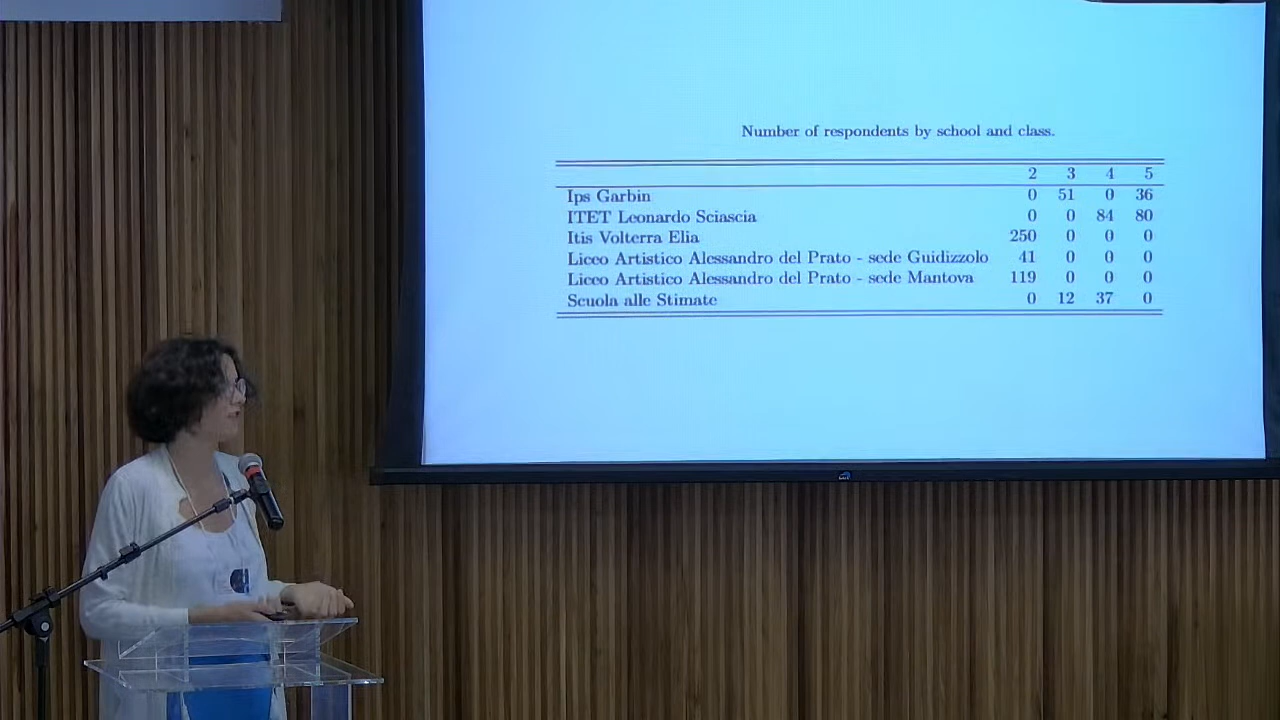 Number of respondents by school and class.
2 3 4 5
Ips Garbin 0 51 0 36
ITET Leonardo Sciascia 0 0 84 80
Itis Volterra Elia 250 0 0 0
Liceo Artistico Alessandro del Prato - sede Guidizzolo 41 0 0 0
Liceo Artistico Alessandro del Prato - sede Mantova 119 0 0 0
Scuola alle Stimate 0 12 37 0